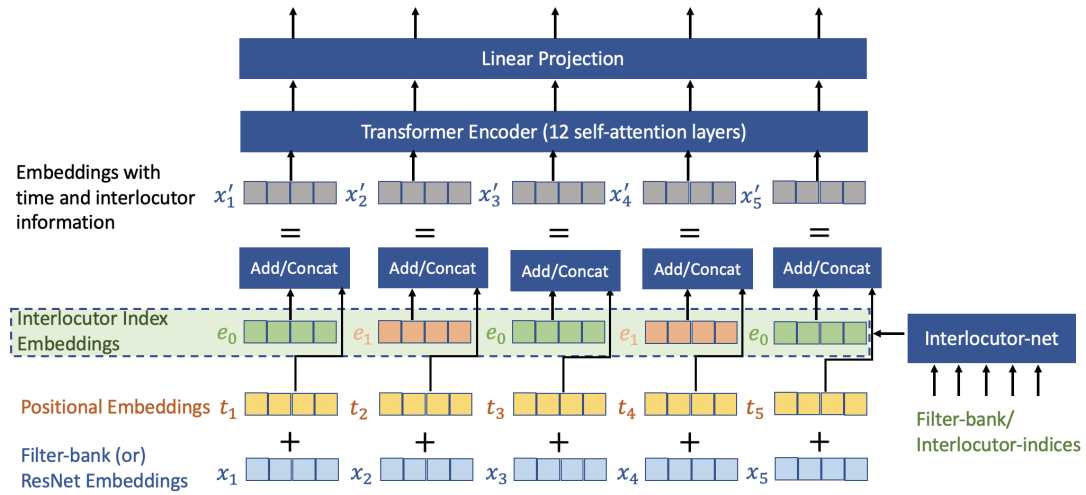 Linear Projection
Transformer Encoder (12 self-attention layers)
Embeddings with
time and interlocutor
information
x′₁ x′₂ x′₃ x′₄ x′₅
= = = = =
Add/Concat Add/Concat Add/Concat Add/Concat Add/Concat
Interlocutor Index
Embeddings
e₀ e₁ e₀ e₁ e₀
Interlocutor-net
Positional Embeddings t₁ t₂ t₃ t₄ t₅
Filter-bank/
Interlocutor-indices
+ + + + +
Filter-bank (or)
ResNet Embeddings
x₁ x₂ x₃ x₄ x₅